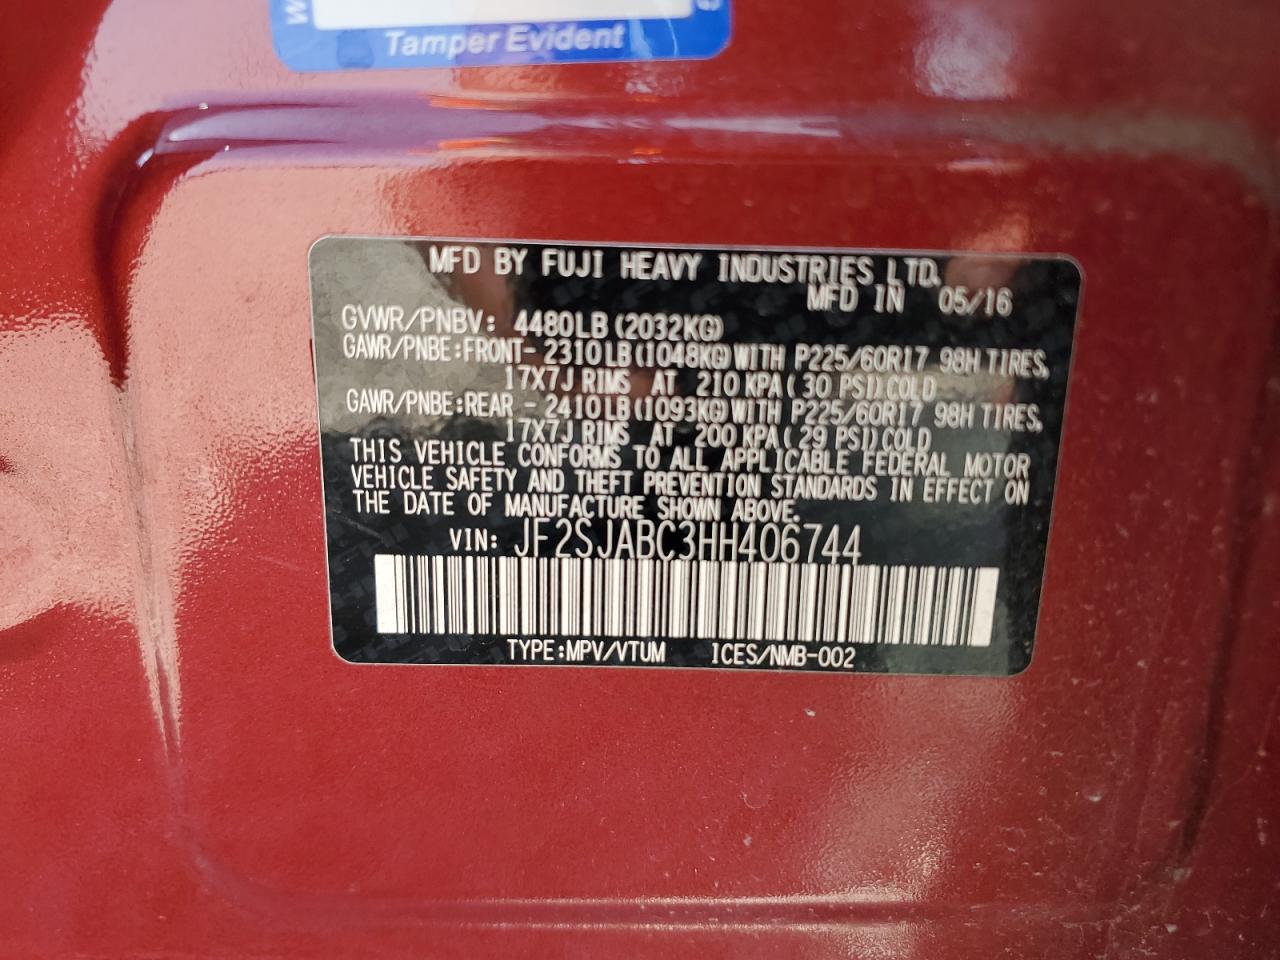 Tamper Evident
MFD BY FUJI HEAVY INDUSTRIES LTD.
MFD IN 05/16
GVWR/PNBV: 4480LB(2032KG)
GAWR/PNBE:FRONT- 2310LB(1048KG)WITH P225/60R17 98H TIRES,
17X7J RIMS AT 210 KPA( 30 PSI)COLD
GAWR/PNBE:REAR - 2410LB(1093KG)WITH P225/60R17 98H TIRES,
17X7J RIMS AT 200 KPA( 29 PSI)COLD
THIS VEHICLE CONFORMS TO ALL APPLICABLE FEDERAL MOTOR
VEHICLE SAFETY AND THEFT PREVENTION STANDARDS IN EFFECT ON
THE DATE OF MANUFACTURE SHOWN ABOVE.
VIN: JF2SJABC3HH406744
TYPE:MPV/VTUM ICES/NMB-002